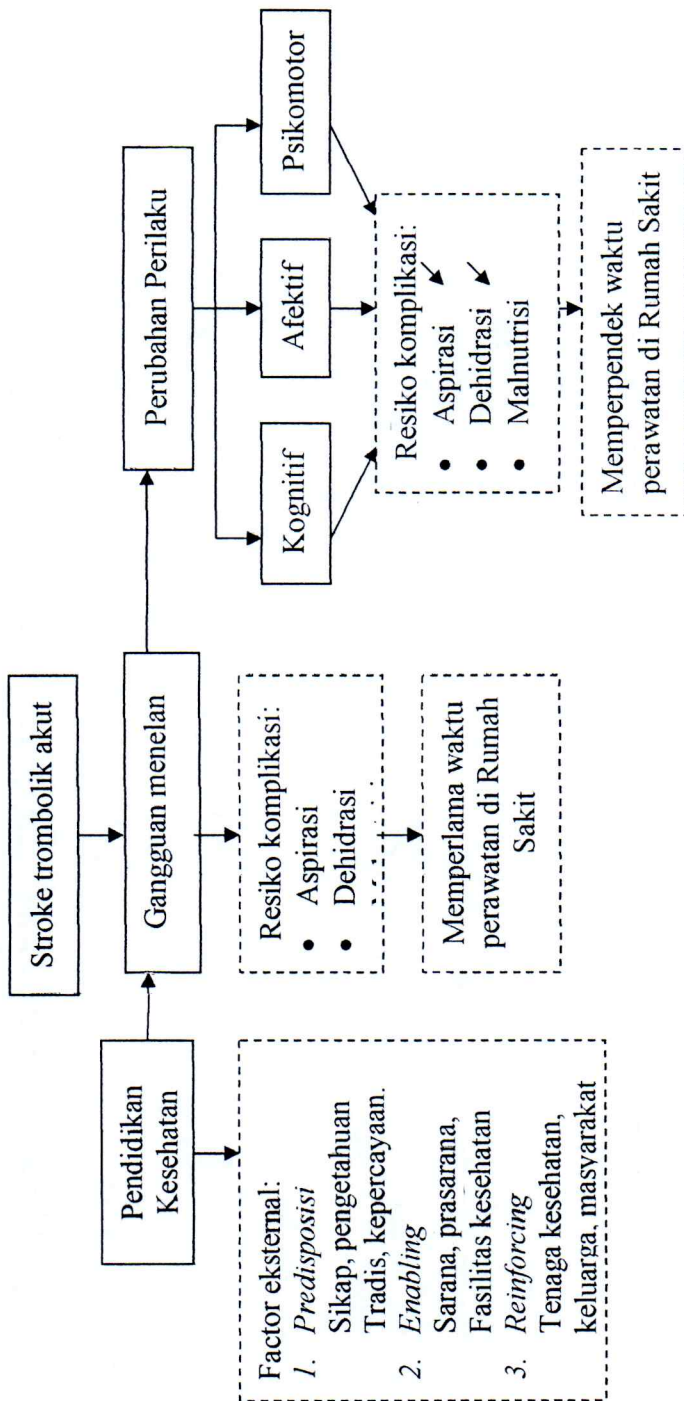 Stroke trombolik akut
Pendidikan
Kesehatan
Gangguan menelan
Perubahan Perilaku
Factor eksternal:
1. Predisposisi
Sikap, pengetahuan
Tradis, kepercayaan.
2. Enabling
Sarana, prasarana,
Fasilitas kesehatan
3. Reinforcing
Tenaga kesehatan,
keluarga, masyarakat
Resiko komplikasi:
• Aspirasi
• Dehidrasi
Memperlama waktu
perawatan di Rumah
Sakit
Kognitif
Afektif
Psikomotor
Resiko komplikasi:
• Aspirasi
• Dehidrasi
• Malnutrisi
Memperpendek waktu
perawatan di Rumah Sakit